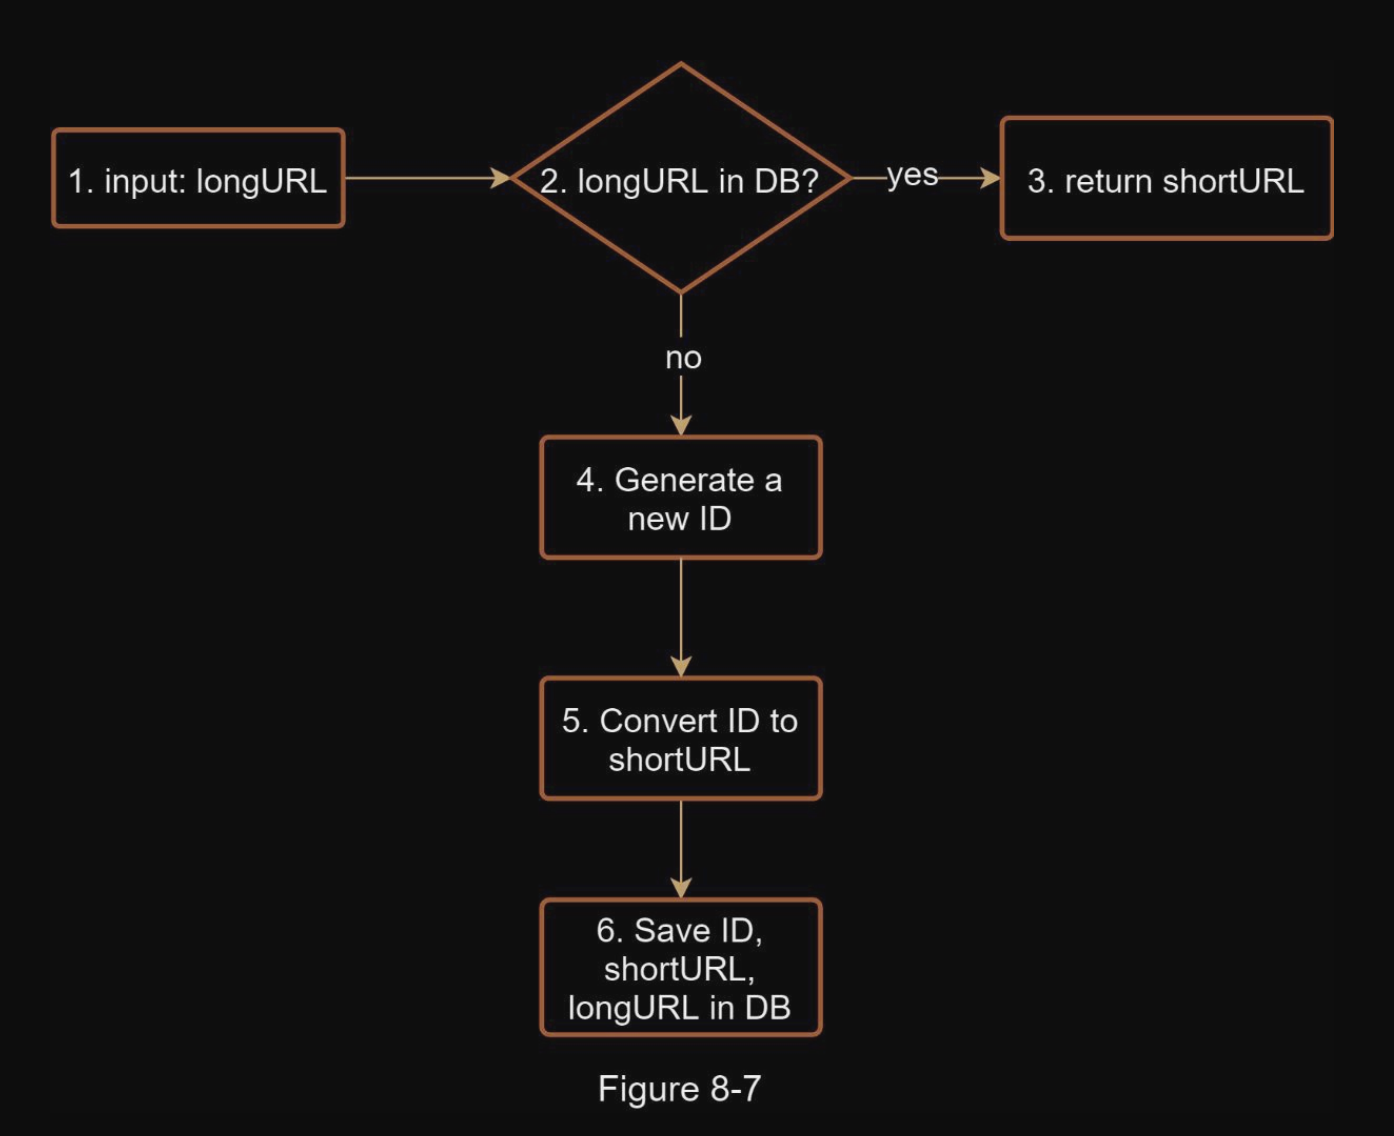 1. input: longURL
2. longURL in DB?
yes
3. return shortURL
no
4. Generate a
new ID
5. Convert ID to
shortURL
6. Save ID,
shortURL,
longURL in DB
Figure 8-7